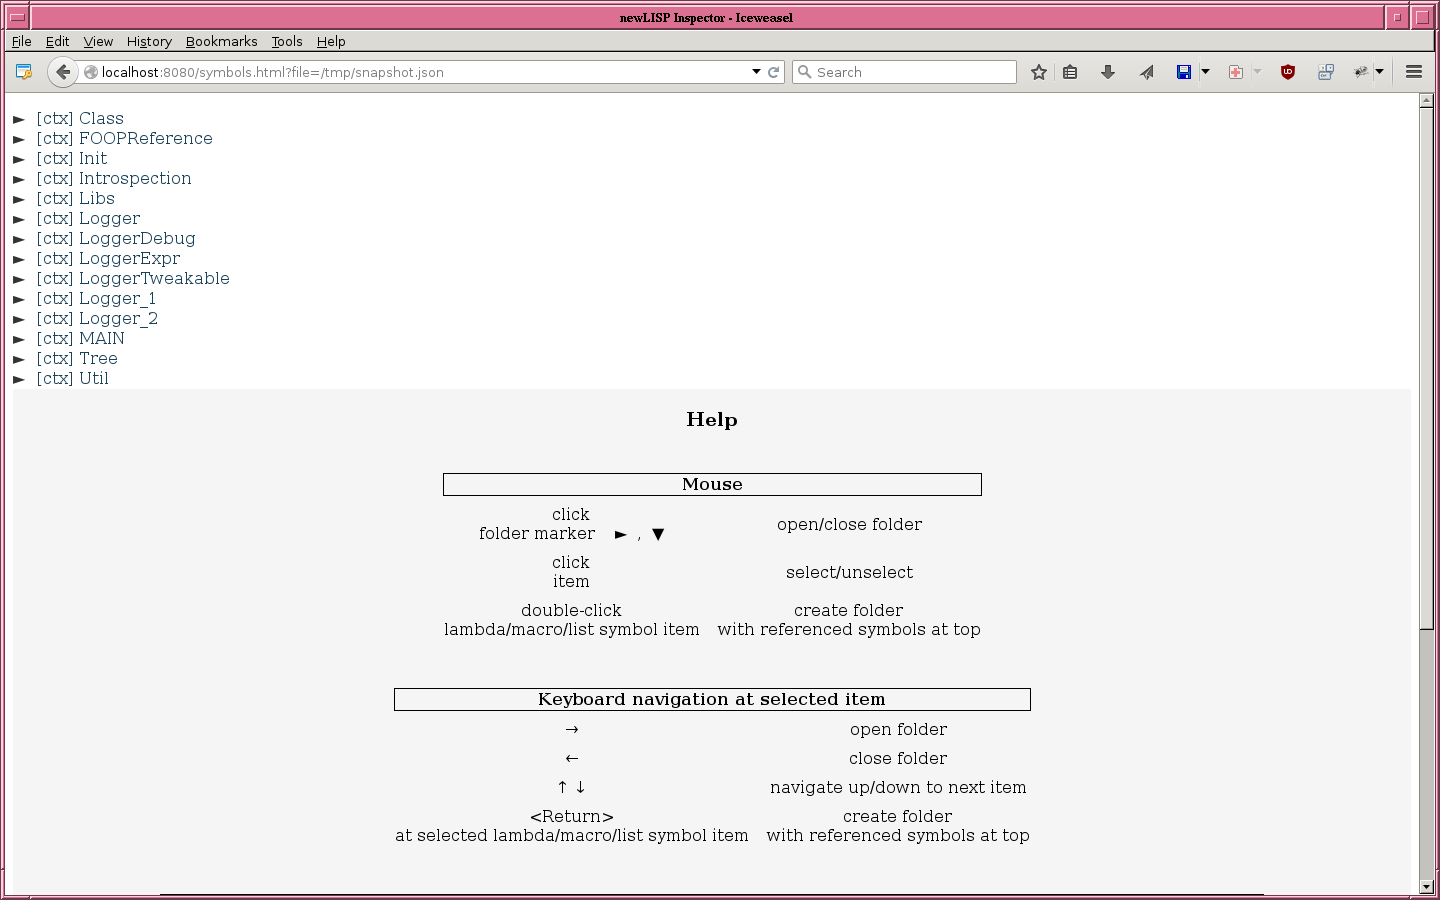 newLISP Inspector - Iceweasel
File Edit View History Bookmarks Tools Help
localhost:8080/symbols.html?file=/tmp/snapshot.json
Search
► [ctx] Class
► [ctx] FOOPReference
► [ctx] Init
► [ctx] Introspection
► [ctx] Libs
► [ctx] Logger
► [ctx] LoggerDebug
► [ctx] LoggerExpr
► [ctx] LoggerTweakable
► [ctx] Logger_1
► [ctx] Logger_2
► [ctx] MAIN
► [ctx] Tree
► [ctx] Util
Help
Mouse
click
folder marker ► , ▼
open/close folder
click
item
select/unselect
double-click
lambda/macro/list symbol item
create folder
with referenced symbols at top
Keyboard navigation at selected item
→ open folder
← close folder
↑ ↓ navigate up/down to next item
<Return>
at selected lambda/macro/list symbol item
create folder
with referenced symbols at top